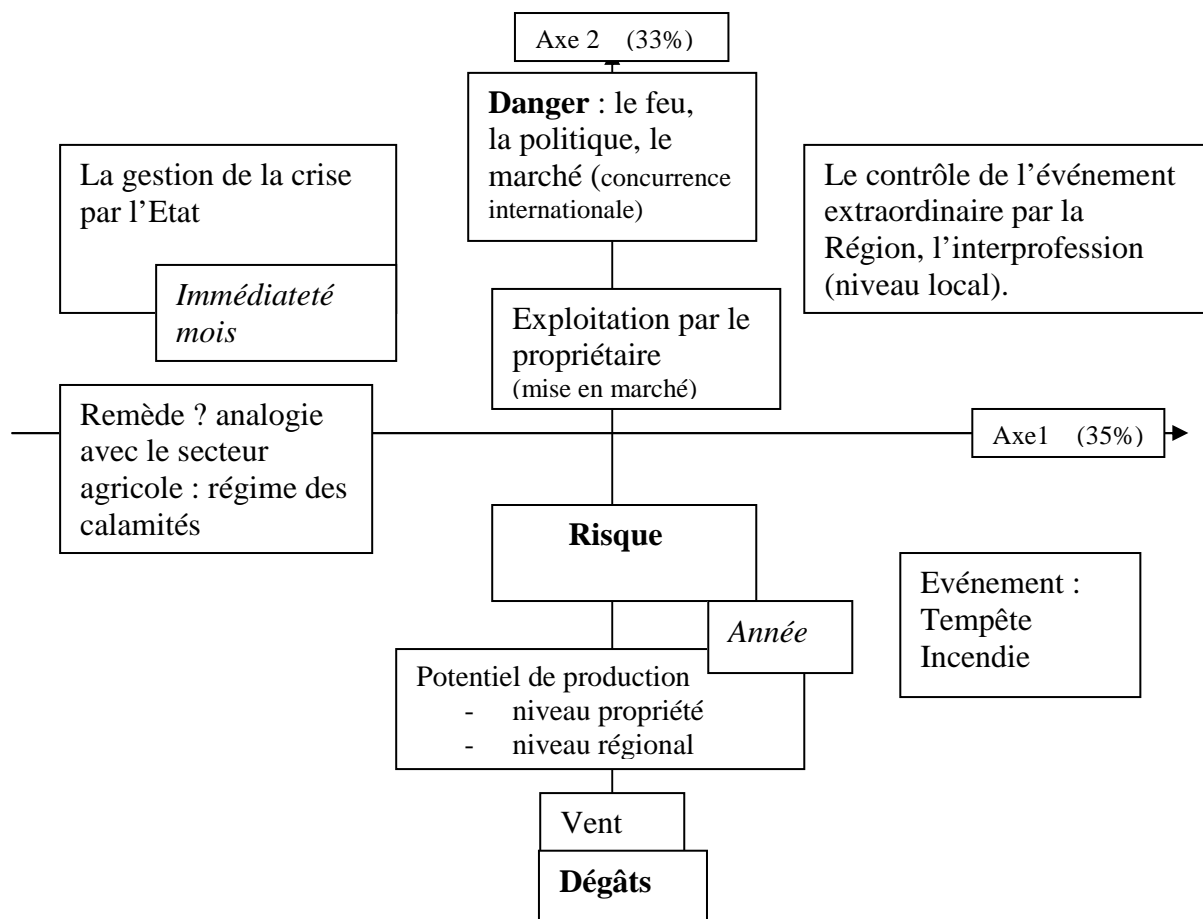 Axe 2 (33%)
Danger : le feu,
la politique, le
marché (concurrence
internationale)
La gestion de la crise
par l’Etat
Immédiateté
mois
Le contrôle de l’événement
extraordinaire par la
Région, l’interprofession
(niveau local).
Exploitation par le
propriétaire
(mise en marché)
Remède ? analogie
avec le secteur
agricole : régime des
calamités
Axe1 (35%)
Risque
Année
Evénement :
Tempête
Incendie
Potentiel de production
- niveau propriété
- niveau régional
Vent
Dégâts